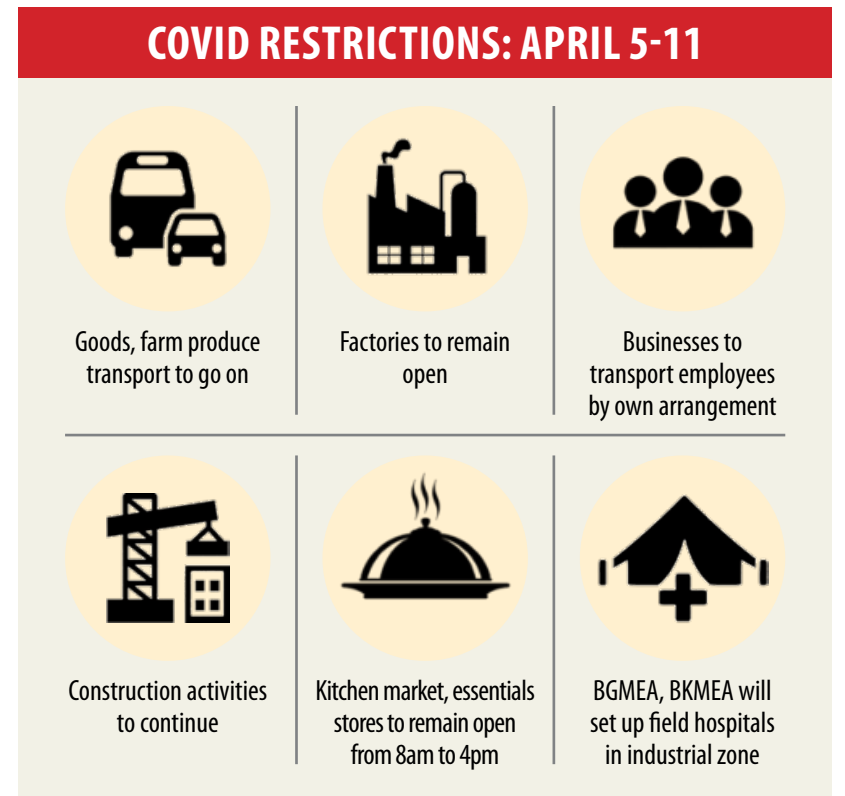 COVID RESTRICTIONS: APRIL 5-11
Goods, farm produce
transport to go on
Factories to remain
open
Businesses to
transport employees
by own arrangement
Construction activities
to continue
Kitchen market, essentials
stores to remain open
from 8am to 4pm
BGMEA, BKMEA will
set up field hospitals
in industrial zone